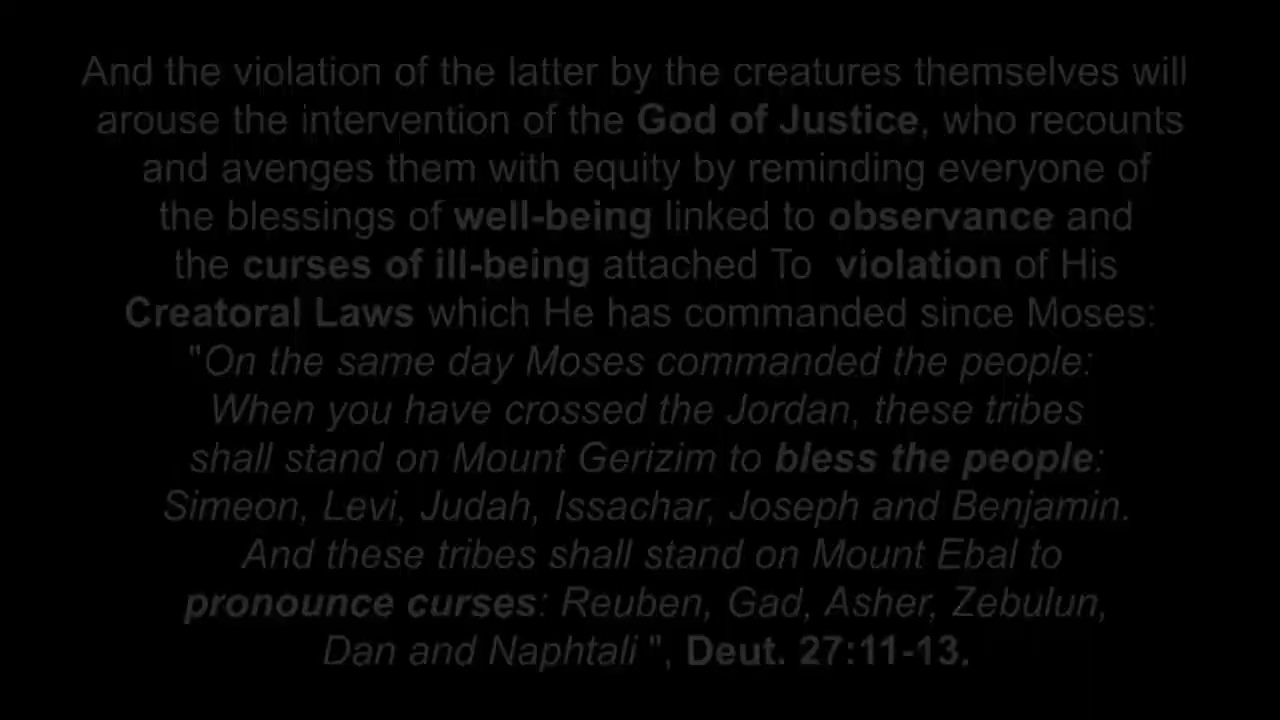 And the violation of the latter by the creatures themselves will
arouse the intervention of the God of Justice, who recounts
and avenges them with equity by reminding everyone of
the blessings of well-being linked to observance and
the curses of ill-being attached To  violation of His
Creatoral Laws which He has commanded since Moses:
"On the same day Moses commanded the people:
When you have crossed the Jordan, these tribes
shall stand on Mount Gerizim to bless the people:
Simeon, Levi, Judah, Issachar, Joseph and Benjamin.
And these tribes shall stand on Mount Ebal to
pronounce curses: Reuben, Gad, Asher, Zebulun,
Dan and Naphtali ", Deut. 27:11-13.